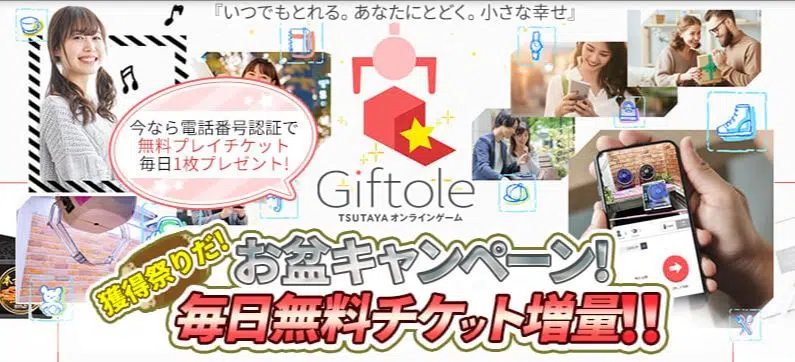 『いつでもとれる。あなたにとどく。小さな幸せ』
今なら電話番号認証で
無料プレイチケット
毎日1枚プレゼント!
Giftole
TSUTAYA オンラインゲーム
獲得祭りだ!
お盆キャンペーン!
毎日無料チケット増量!!